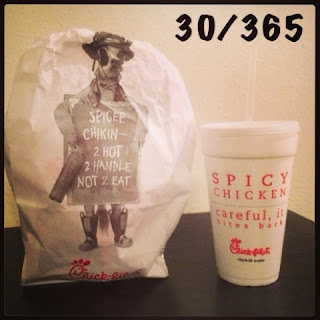 30/365
SPICEE
CHIKIN—
2 HOT
2 HANDLE
NOT 2 EAT
Chick-fil-A
SPICY
CHICKEN
careful, it
bites back
Chick-fil-A